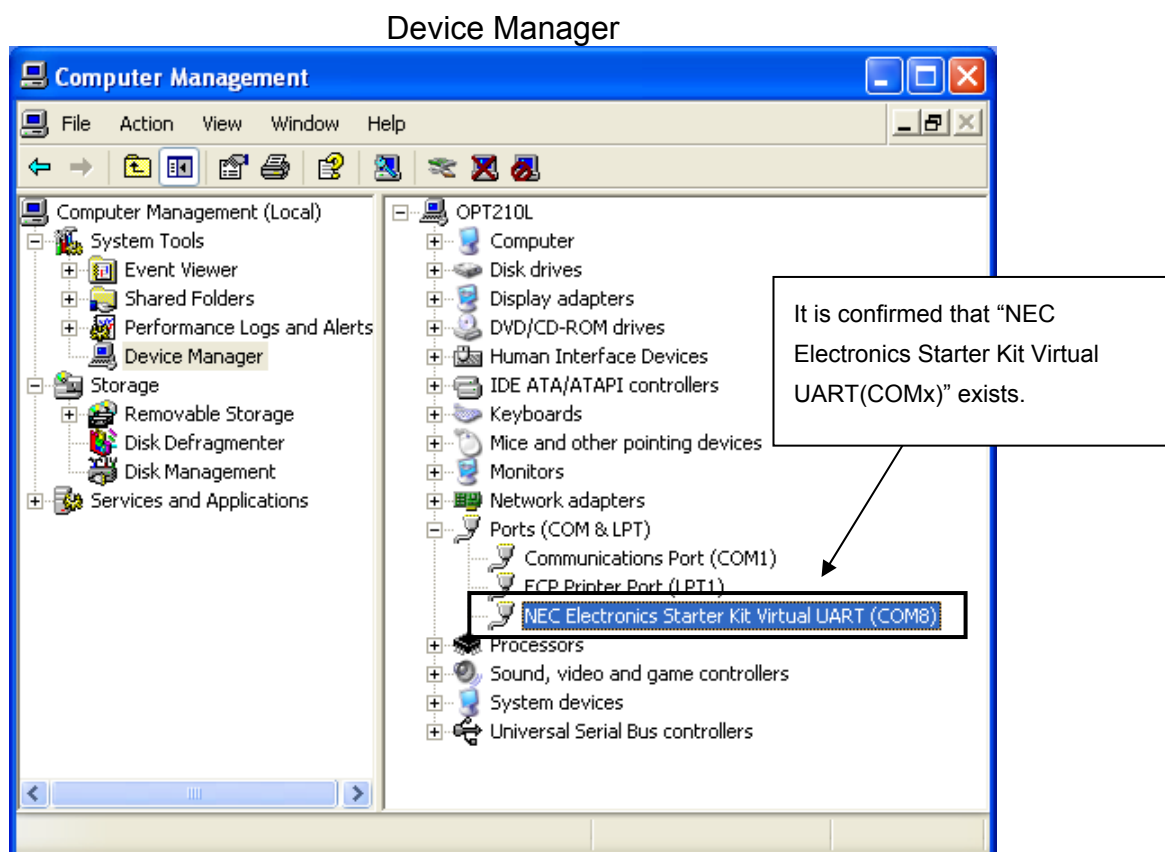 Device Manager
Computer Management
File Action View Window Help
Computer Management (Local)
System Tools
Event Viewer
Shared Folders
Performance Logs and Alerts
Device Manager
Storage
Removable Storage
Disk Defragmenter
Disk Management
Services and Applications
OPT210L
Computer
Disk drives
Display adapters
DVD/CD-ROM drives
Human Interface Devices
IDE ATA/ATAPI controllers
Keyboards
Mice and other pointing devices
Monitors
Network adapters
Ports (COM & LPT)
Communications Port (COM1)
ECP Printer Port (LPT1)
NEC Electronics Starter Kit Virtual UART (COM8)
Processors
Sound, video and game controllers
System devices
Universal Serial Bus controllers
It is confirmed that “NEC
Electronics Starter Kit Virtual
UART(COMx)” exists.